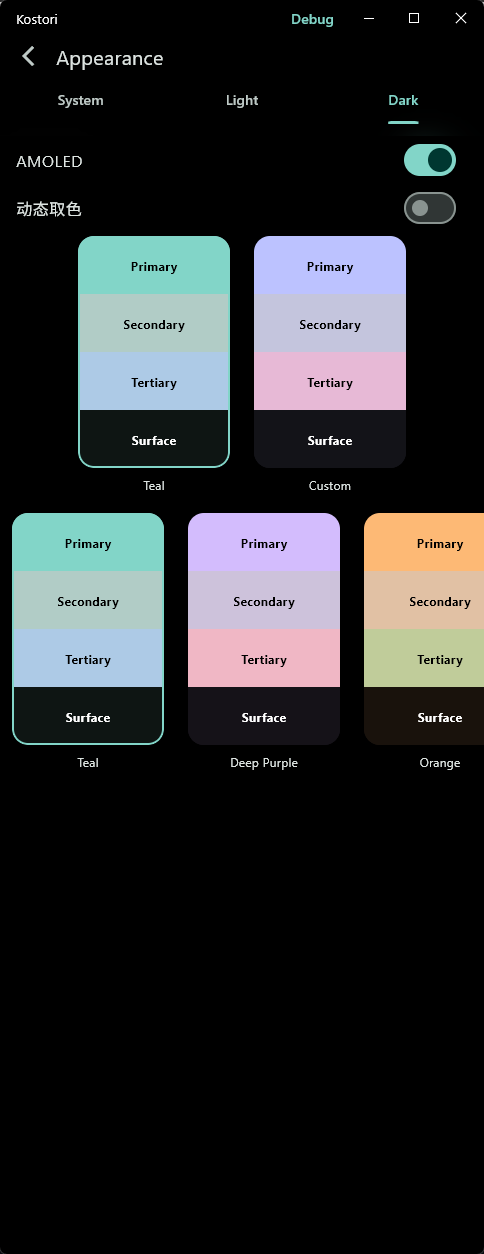 Kostori Debug
Appearance
System Light Dark
AMOLED
动态取色
Primary Primary
Secondary Secondary
Tertiary Tertiary
Surface Surface
Teal Custom
Primary Primary Primary
Secondary Secondary Secondary
Tertiary Tertiary Tertiary
Surface Surface Surface
Teal Deep Purple Orange